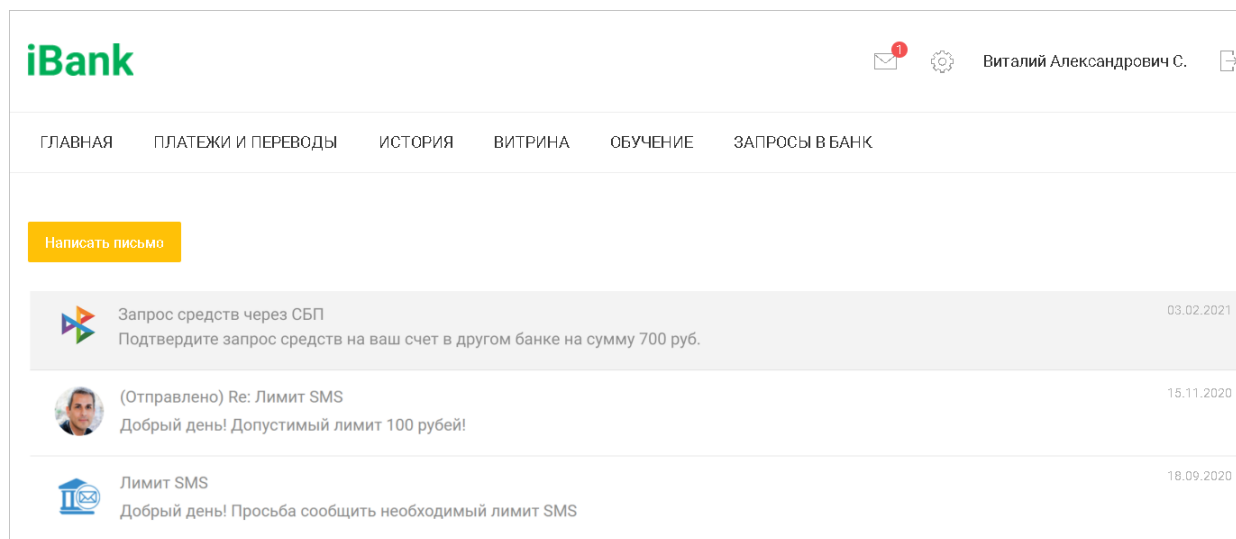 iBank
1
Виталий Александрович С.
ГЛАВНАЯ ПЛАТЕЖИ И ПЕРЕВОДЫ ИСТОРИЯ ВИТРИНА ОБУЧЕНИЕ ЗАПРОСЫ В БАНК
Написать письмо
Запрос средств через СБП 03.02.2021
Подтвердите запрос средств на ваш счет в другом банке на сумму 700 руб.
(Отправлено) Re: Лимит SMS 15.11.2020
Добрый день! Допустимый лимит 100 рублей!
Лимит SMS 18.09.2020
Добрый день! Просьба сообщить необходимый лимит SMS